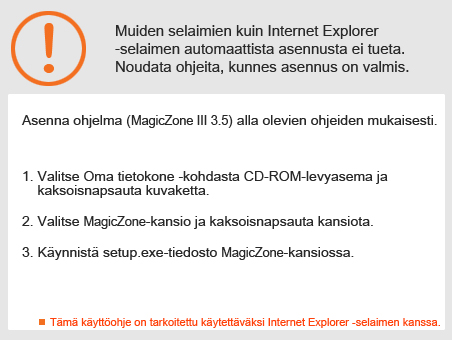 Muiden selaimien kuin Internet Explorer
-selaimen automaattista asennusta ei tueta.
Noudata ohjeita, kunnes asennus on valmis.
Asenna ohjelma (MagicZone III 3.5) alla olevien ohjeiden mukaisesti.
1. Valitse Oma tietokone -kohdasta CD-ROM-levyasema ja
kaksoisnapsauta kuvaketta.
2. Valitse MagicZone-kansio ja kaksoisnapsauta kansiota.
3. Käynnistä setup.exe-tiedosto MagicZone-kansiossa.
Tämä käyttöohje on tarkoitettu käytettäväksi Internet Explorer -selaimen kanssa.